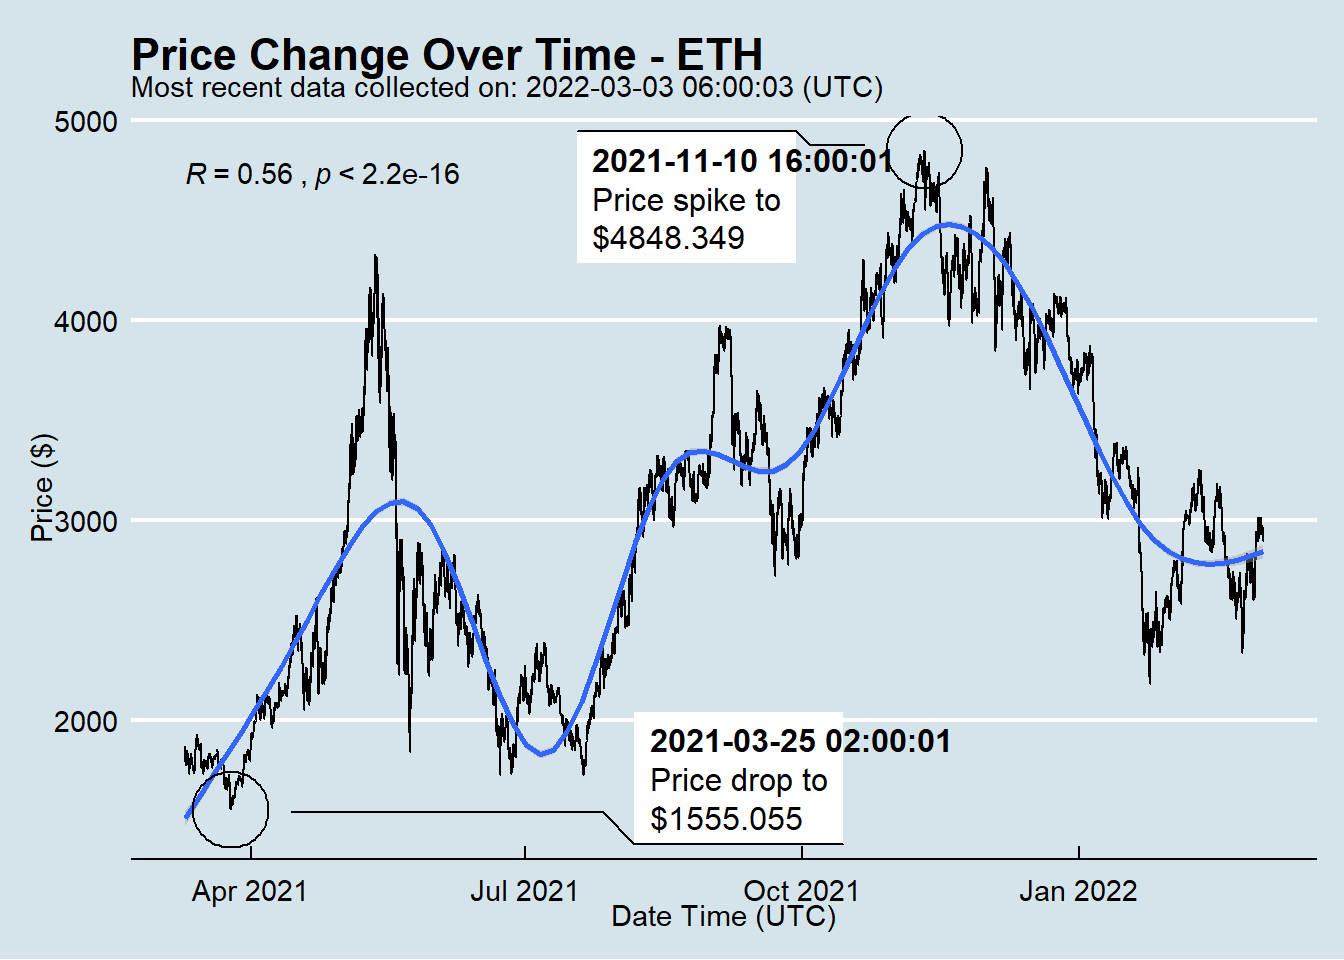 Price Change Over Time - ETH
Most recent data collected on: 2022-03-03 06:00:03 (UTC)
5000
R = 0.56 , p < 2.2e-16
2021-11-10 16:00:01
Price spike to
$4848.349
4000
Price ($)
3000
2000
2021-03-25 02:00:01
Price drop to
$1555.055
Apr 2021 Jul 2021 Oct 2021 Jan 2022
Date Time (UTC)